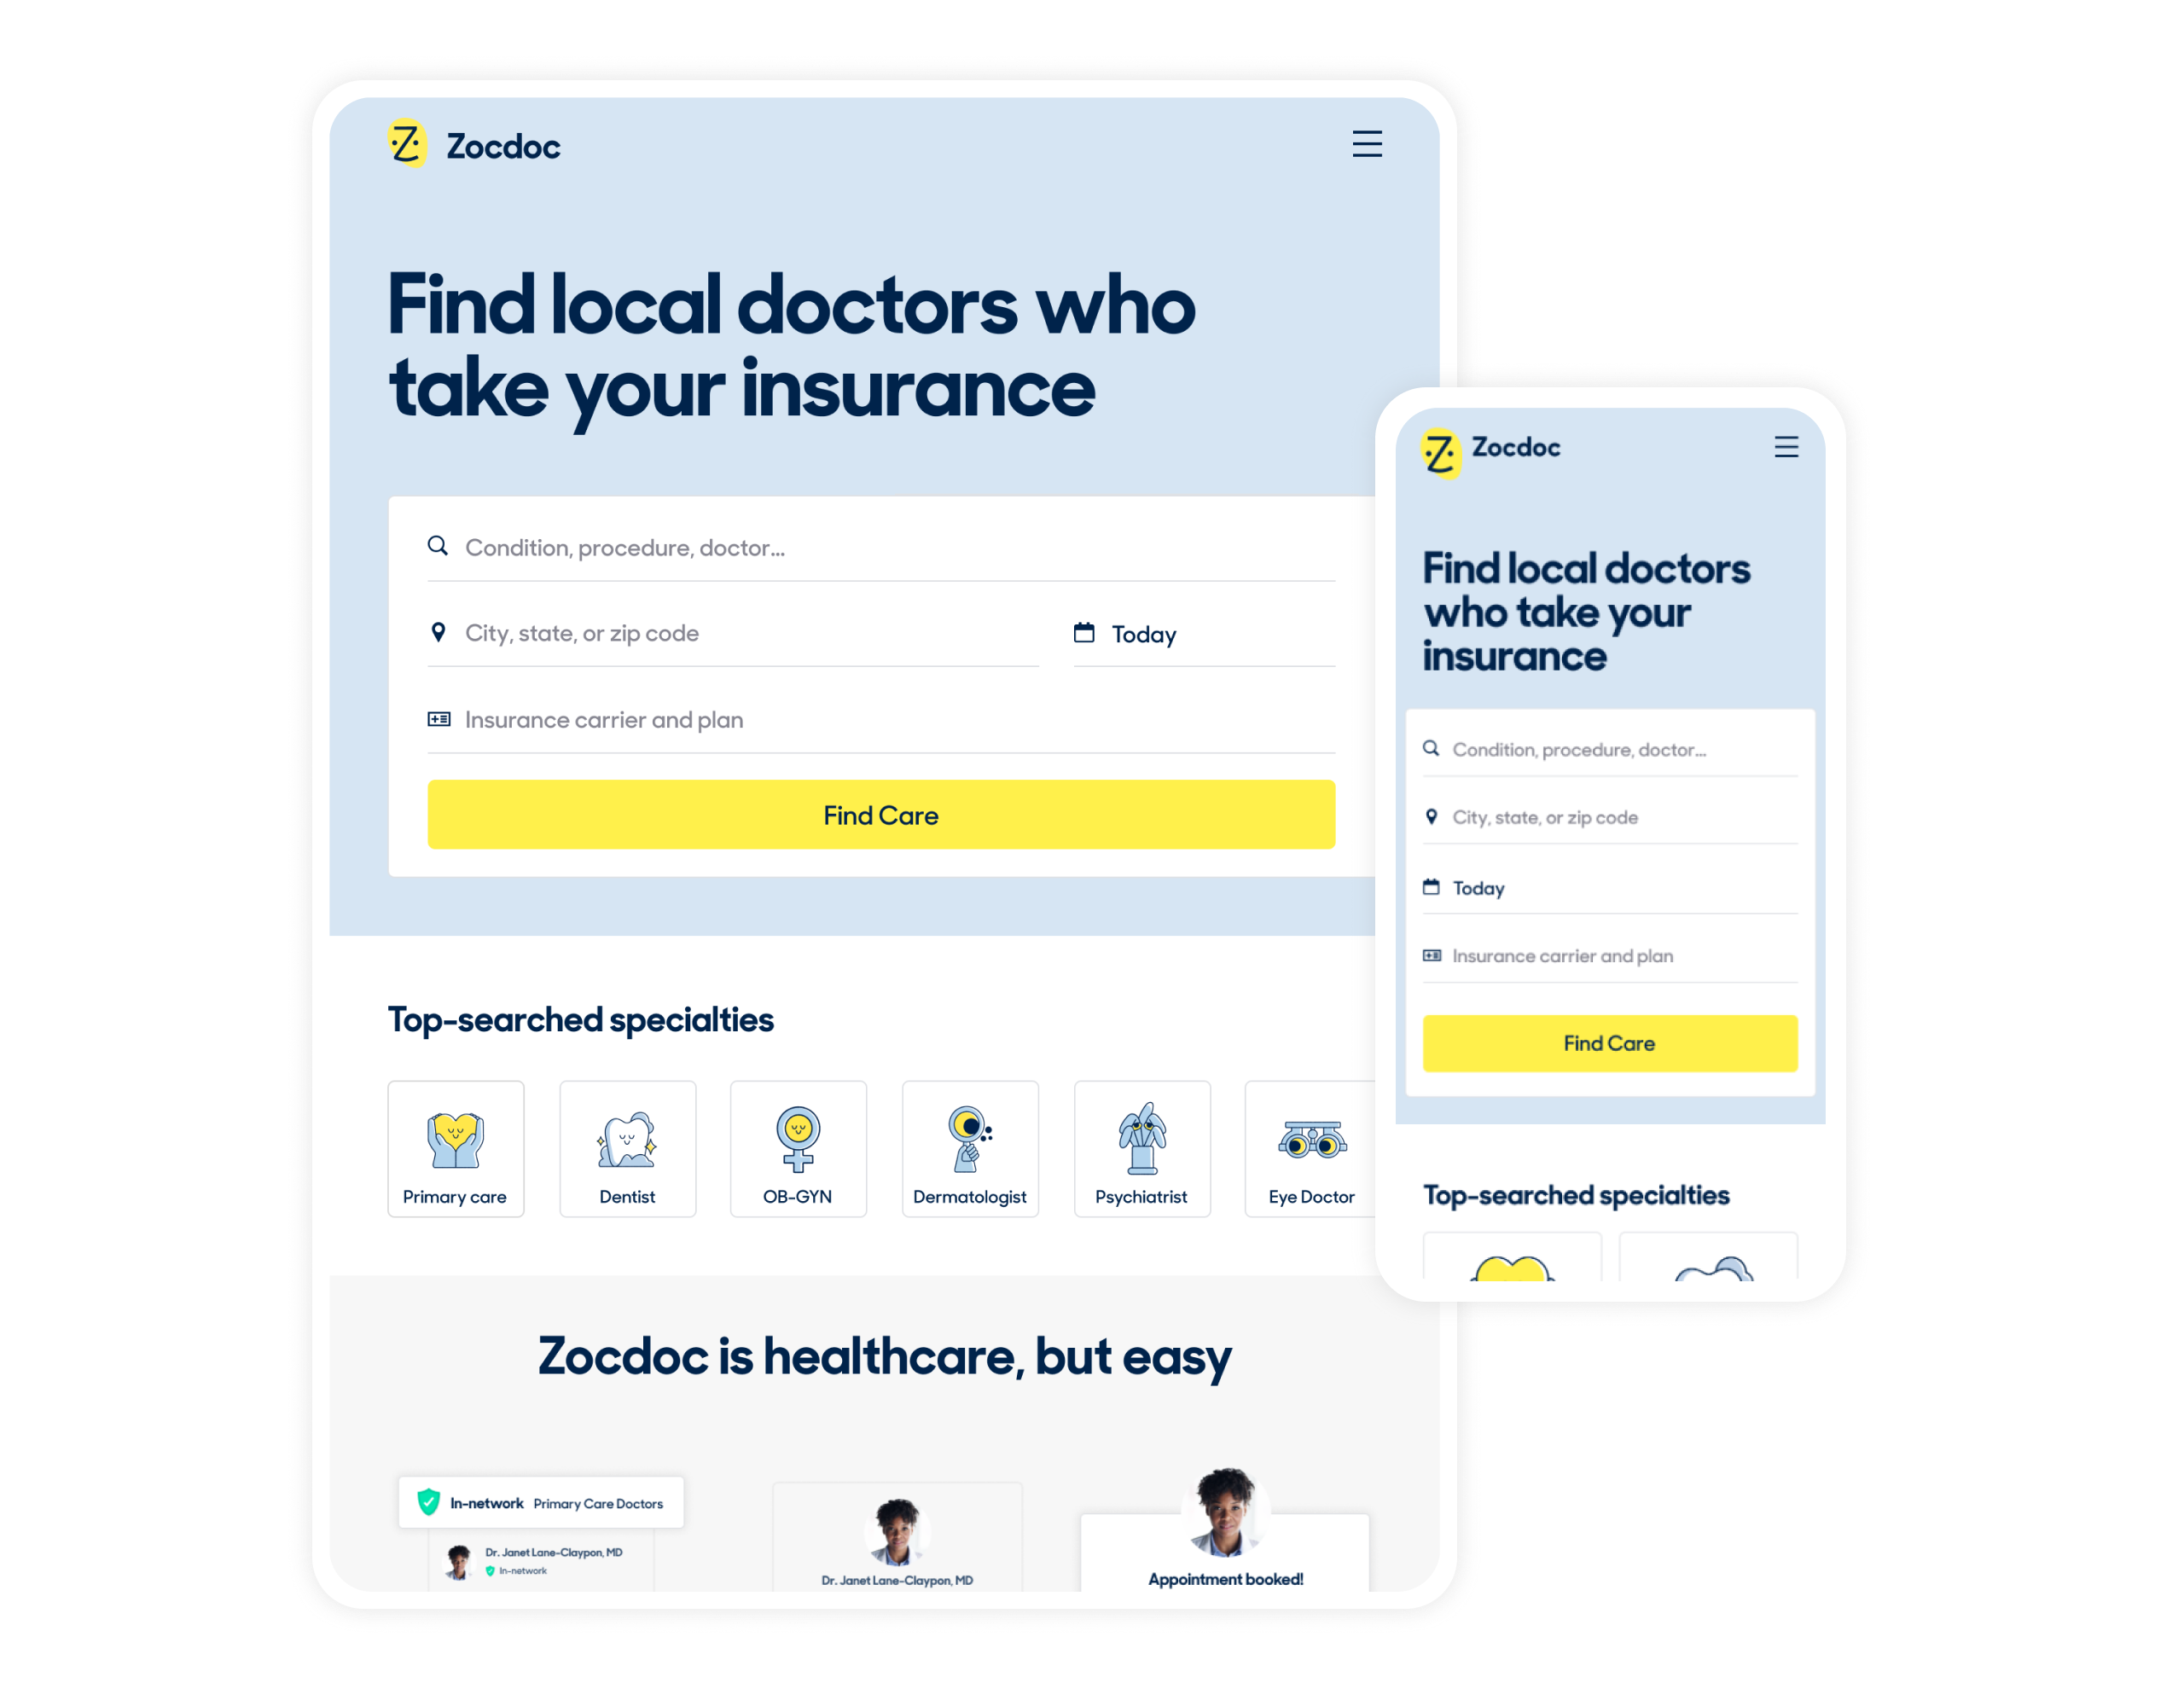 Zocdoc
Find local doctors who
take your insurance
Condition, procedure, doctor...
City, state, or zip code
Today
Insurance carrier and plan
Find Care
Top-searched specialties
Primary care
Dentist
OB-GYN
Dermatologist
Psychiatrist
Eye Doctor
Zocdoc is healthcare, but easy
In-network Primary Care Doctors
Dr. Janet Lane-Claypon, MD
In-network
Dr. Janet Lane-Claypon, MD
Appointment booked!
Zocdoc
Find local doctors
who take your
insurance
Condition, procedure, doctor...
City, state, or zip code
Today
Insurance carrier and plan
Find Care
Top-searched specialties